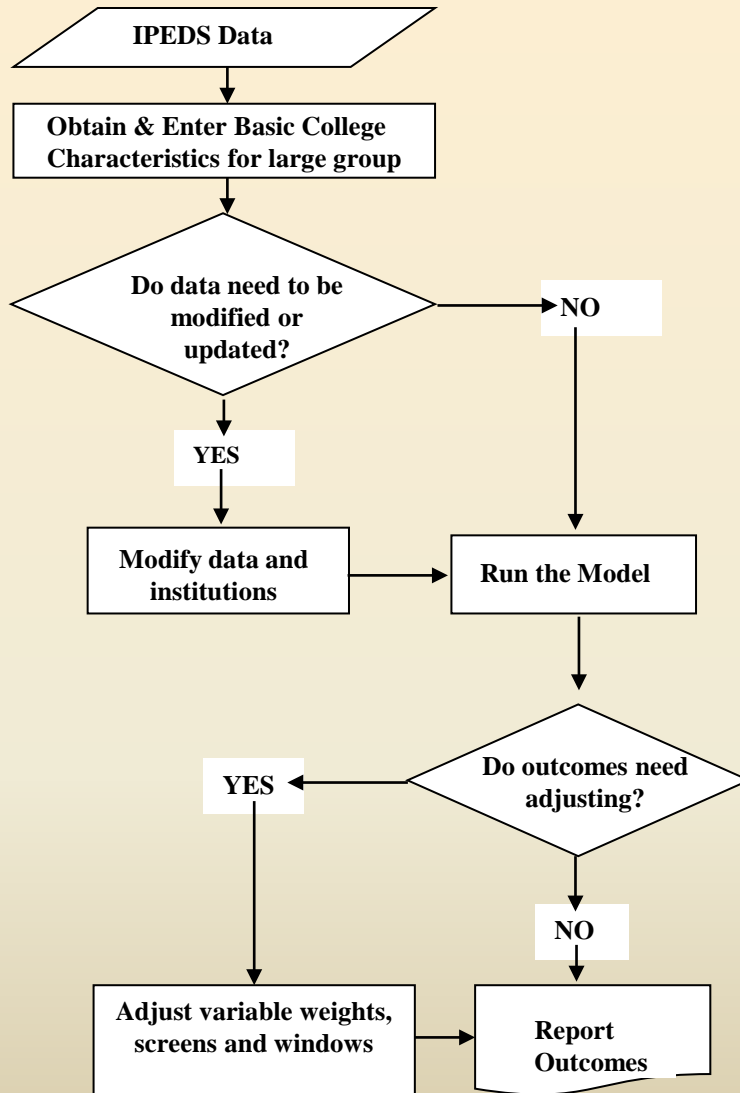 IPEDS Data
Obtain & Enter Basic College
Characteristics for large group
Do data need to be
modified or
updated?
NO
YES
Modify data and
institutions
Run the Model
Do outcomes need
adjusting?
YES
NO
Adjust variable weights,
screens and windows
Report
Outcomes